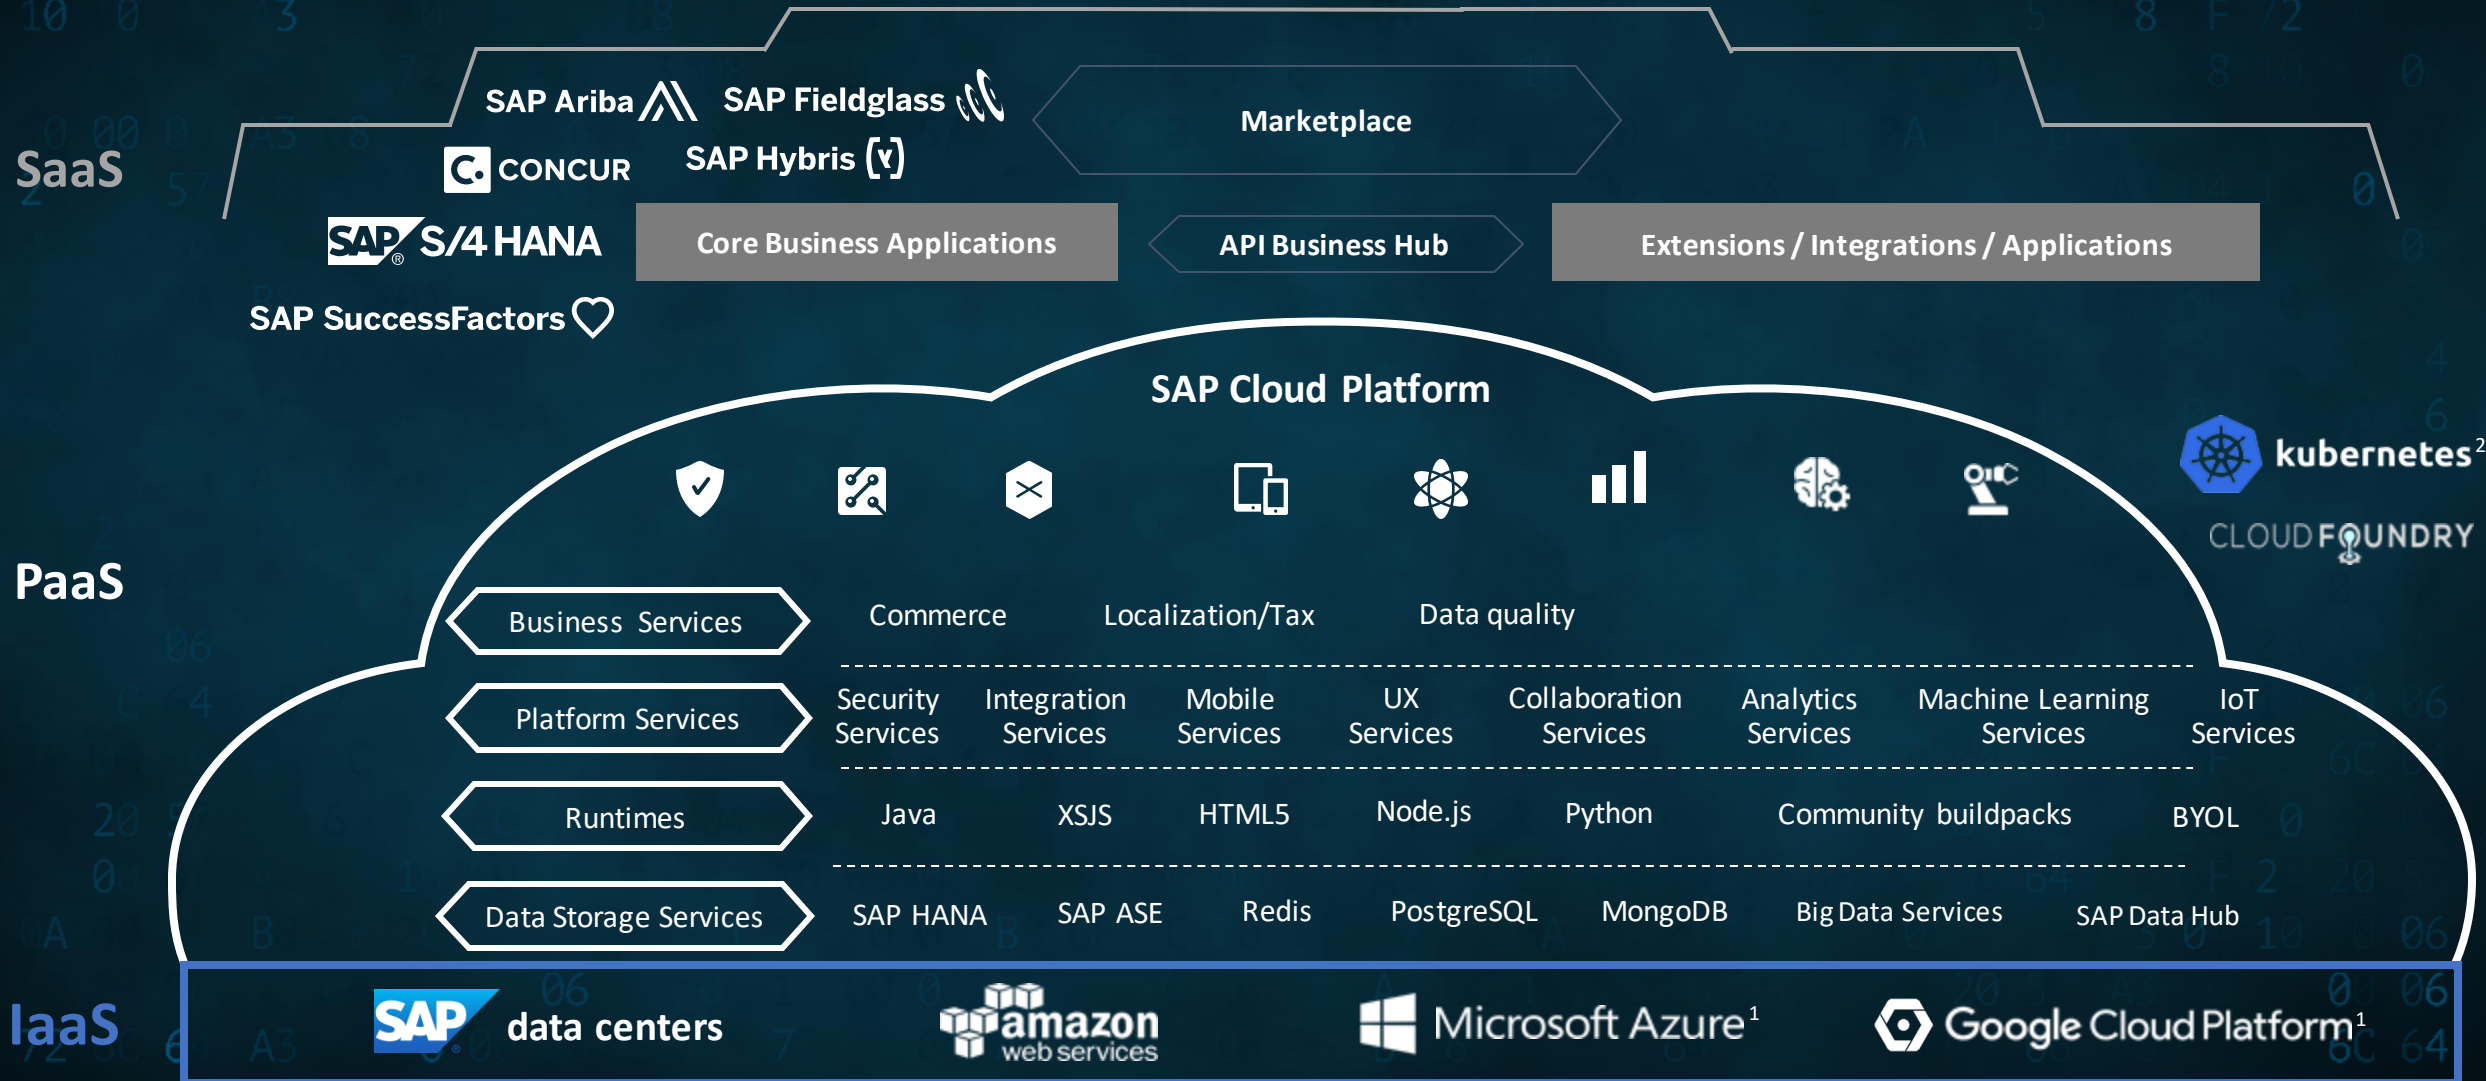 SaaS
SAP Ariba
SAP Fieldglass
Marketplace
CONCUR
SAP Hybris
SAP® S/4HANA
Core Business Applications
API Business Hub
Extensions / Integrations / Applications
SAP SuccessFactors
SAP Cloud Platform
kubernetes²
CLOUD FOUNDRY
PaaS
Business Services
Commerce
Localization/Tax
Data quality
Platform Services
Security
Services
Integration
Services
Mobile
Services
UX
Services
Collaboration
Services
Analytics
Services
Machine Learning
Services
IoT
Services
Runtimes
Java
XSJS
HTML5
Node.js
Python
Community buildpacks
BYOL
Data Storage Services
SAP HANA
SAP ASE
Redis
PostgreSQL
MongoDB
Big Data Services
SAP Data Hub
IaaS
SAP® data centers
amazon
web services
Microsoft Azure¹
Google Cloud Platform¹